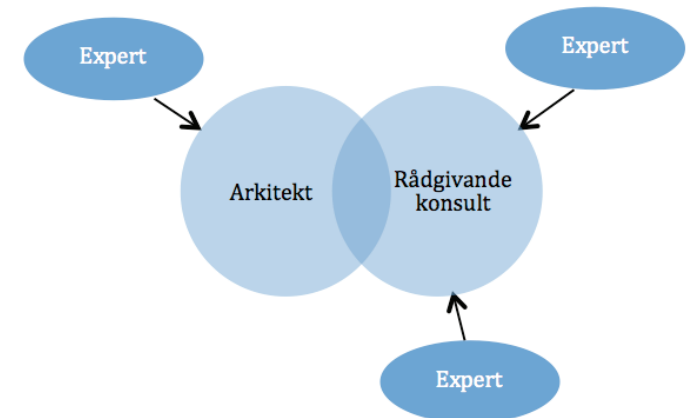 Expert
Expert
Arkitekt
Rådgivande
konsult
Expert